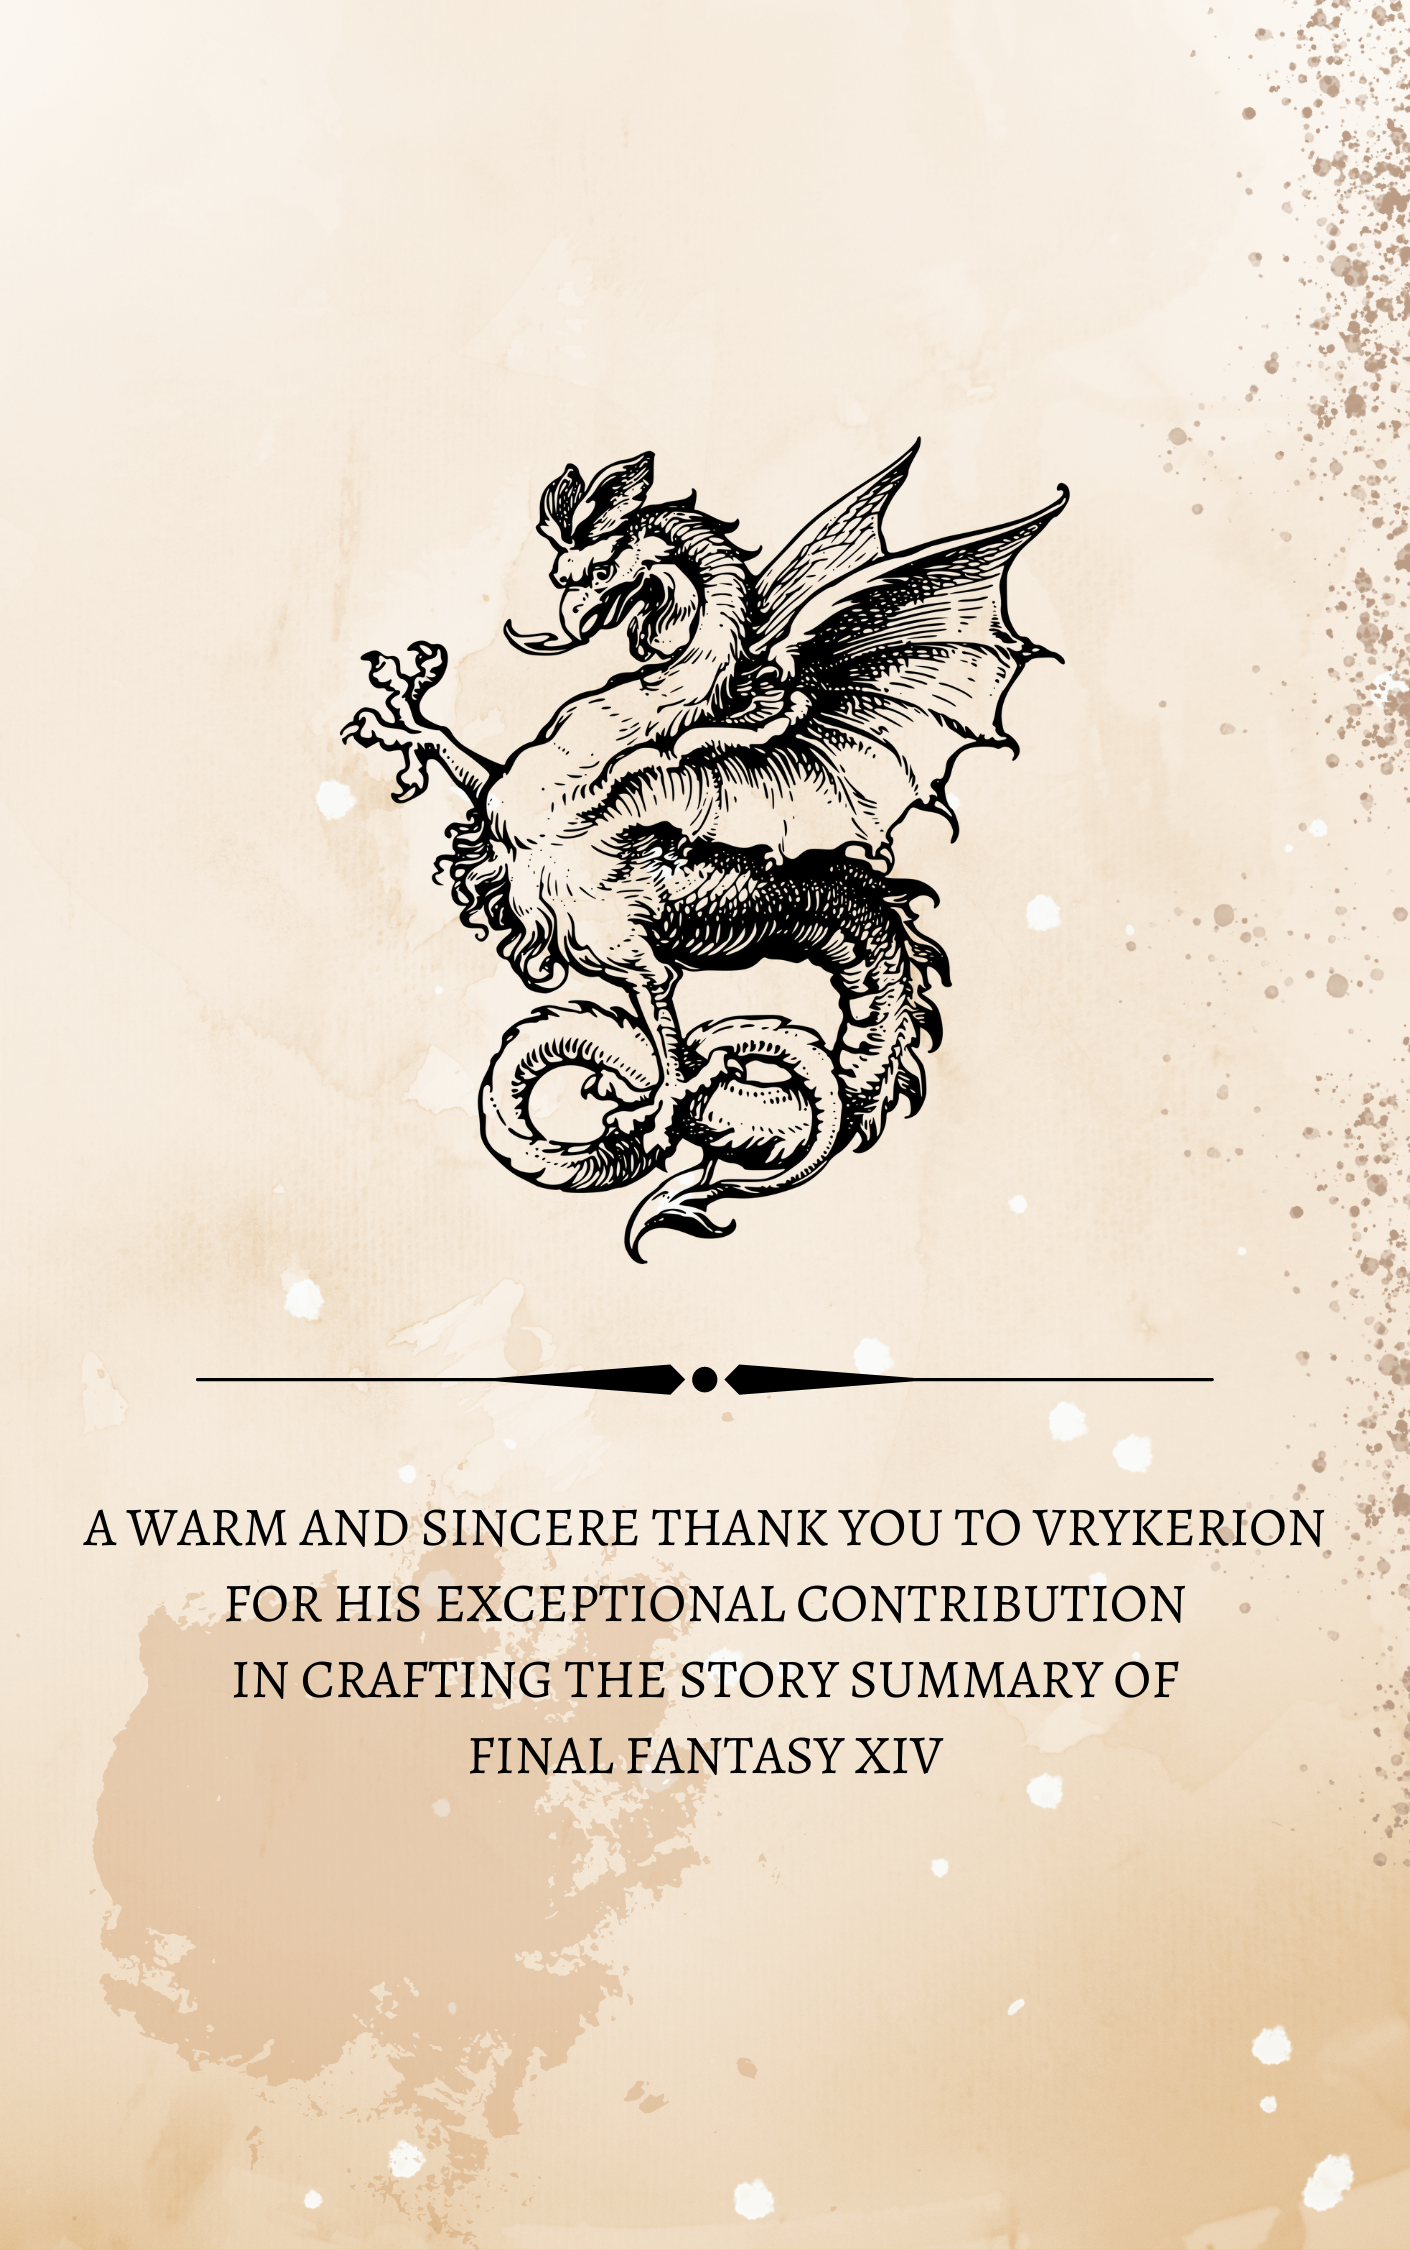 A WARM AND SINCERE THANK YOU TO VRYKERION
FOR HIS EXCEPTIONAL CONTRIBUTION
IN CRAFTING THE STORY SUMMARY OF
FINAL FANTASY XIV